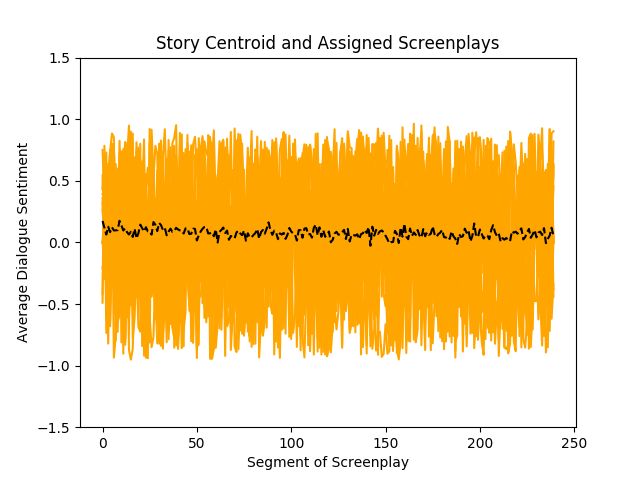 Story Centroid and Assigned Screenplays
1.5
1.0
0.5
0.0
−0.5
−1.0
−1.5
Average Dialogue Sentiment
0 50 100 150 200 250
Segment of Screenplay